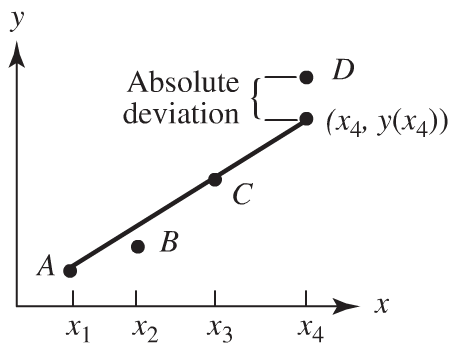 y
Absolute
deviation
D
(x4, y(x4))
C
B
A
x
x1 x2 x3 x4